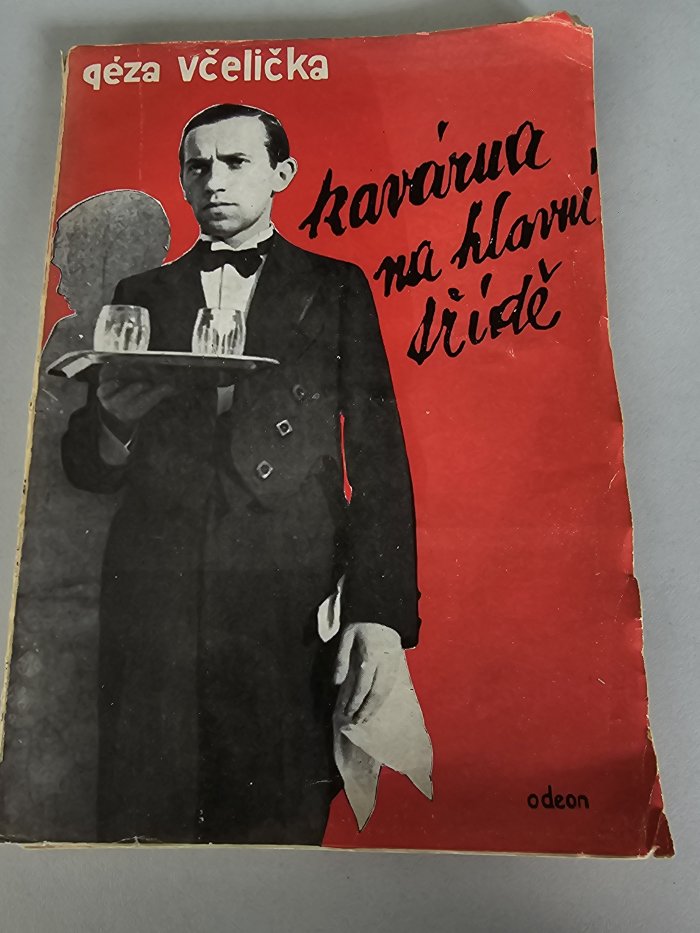 géza včelička
kavárna
na hlavní
třídě
odeon